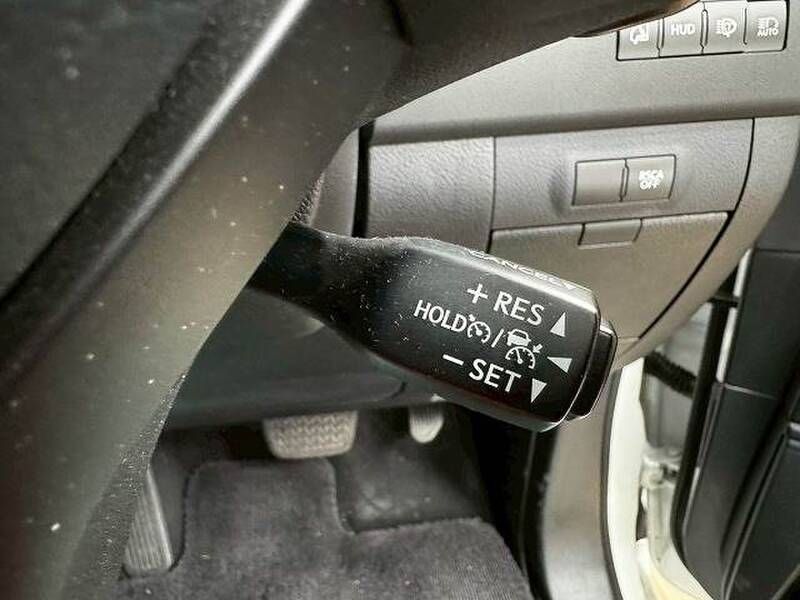 HUD
AUTO
BSCA
OFF
CANCEL
+ RES ▲
HOLD /
− SET ▼